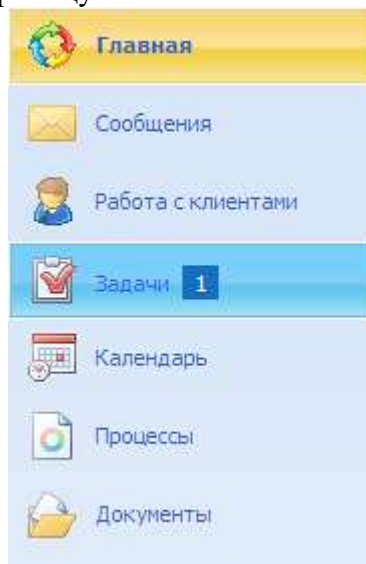 Главная
Сообщения
Работа с клиентами
Задачи 1
Календарь
Процессы
Документы